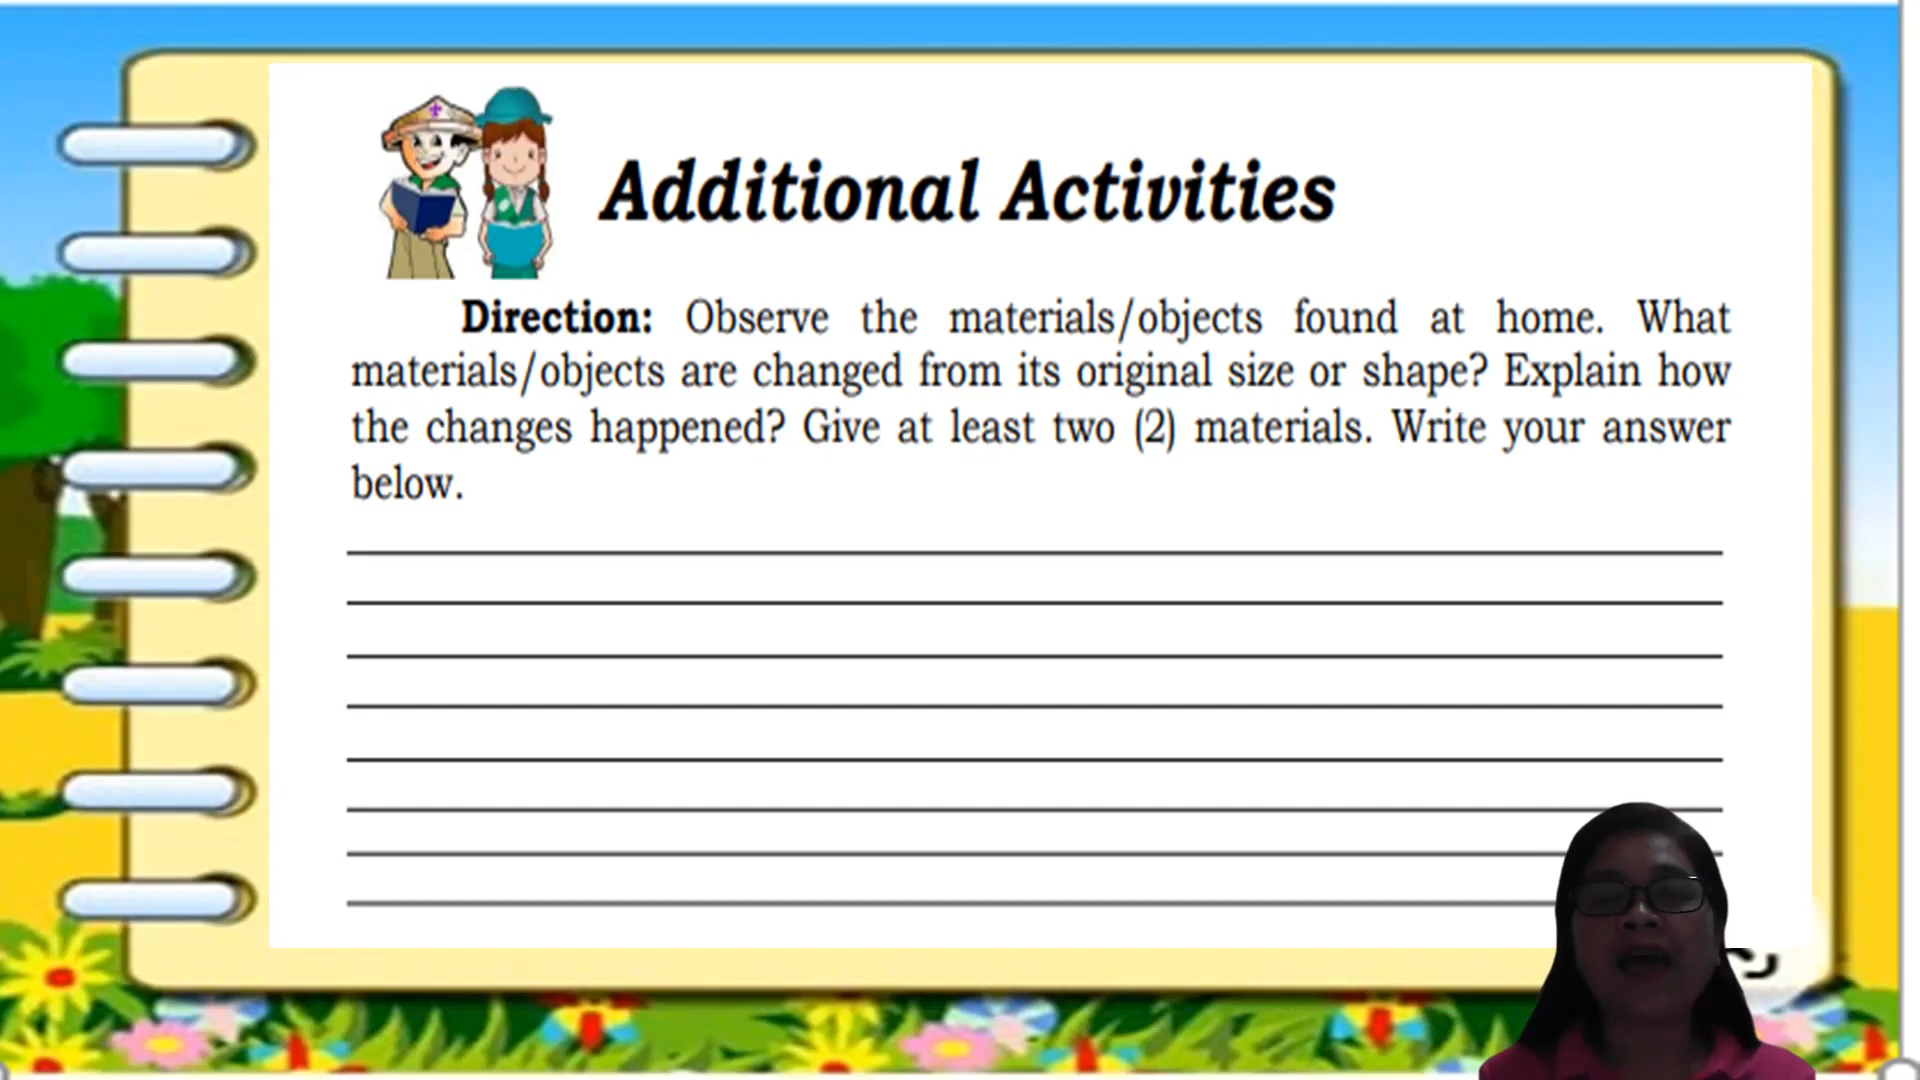 Additional Activities
Direction: Observe the materials/objects found at home. What
materials/objects are changed from its original size or shape? Explain how
the changes happened? Give at least two (2) materials. Write your answer
below.